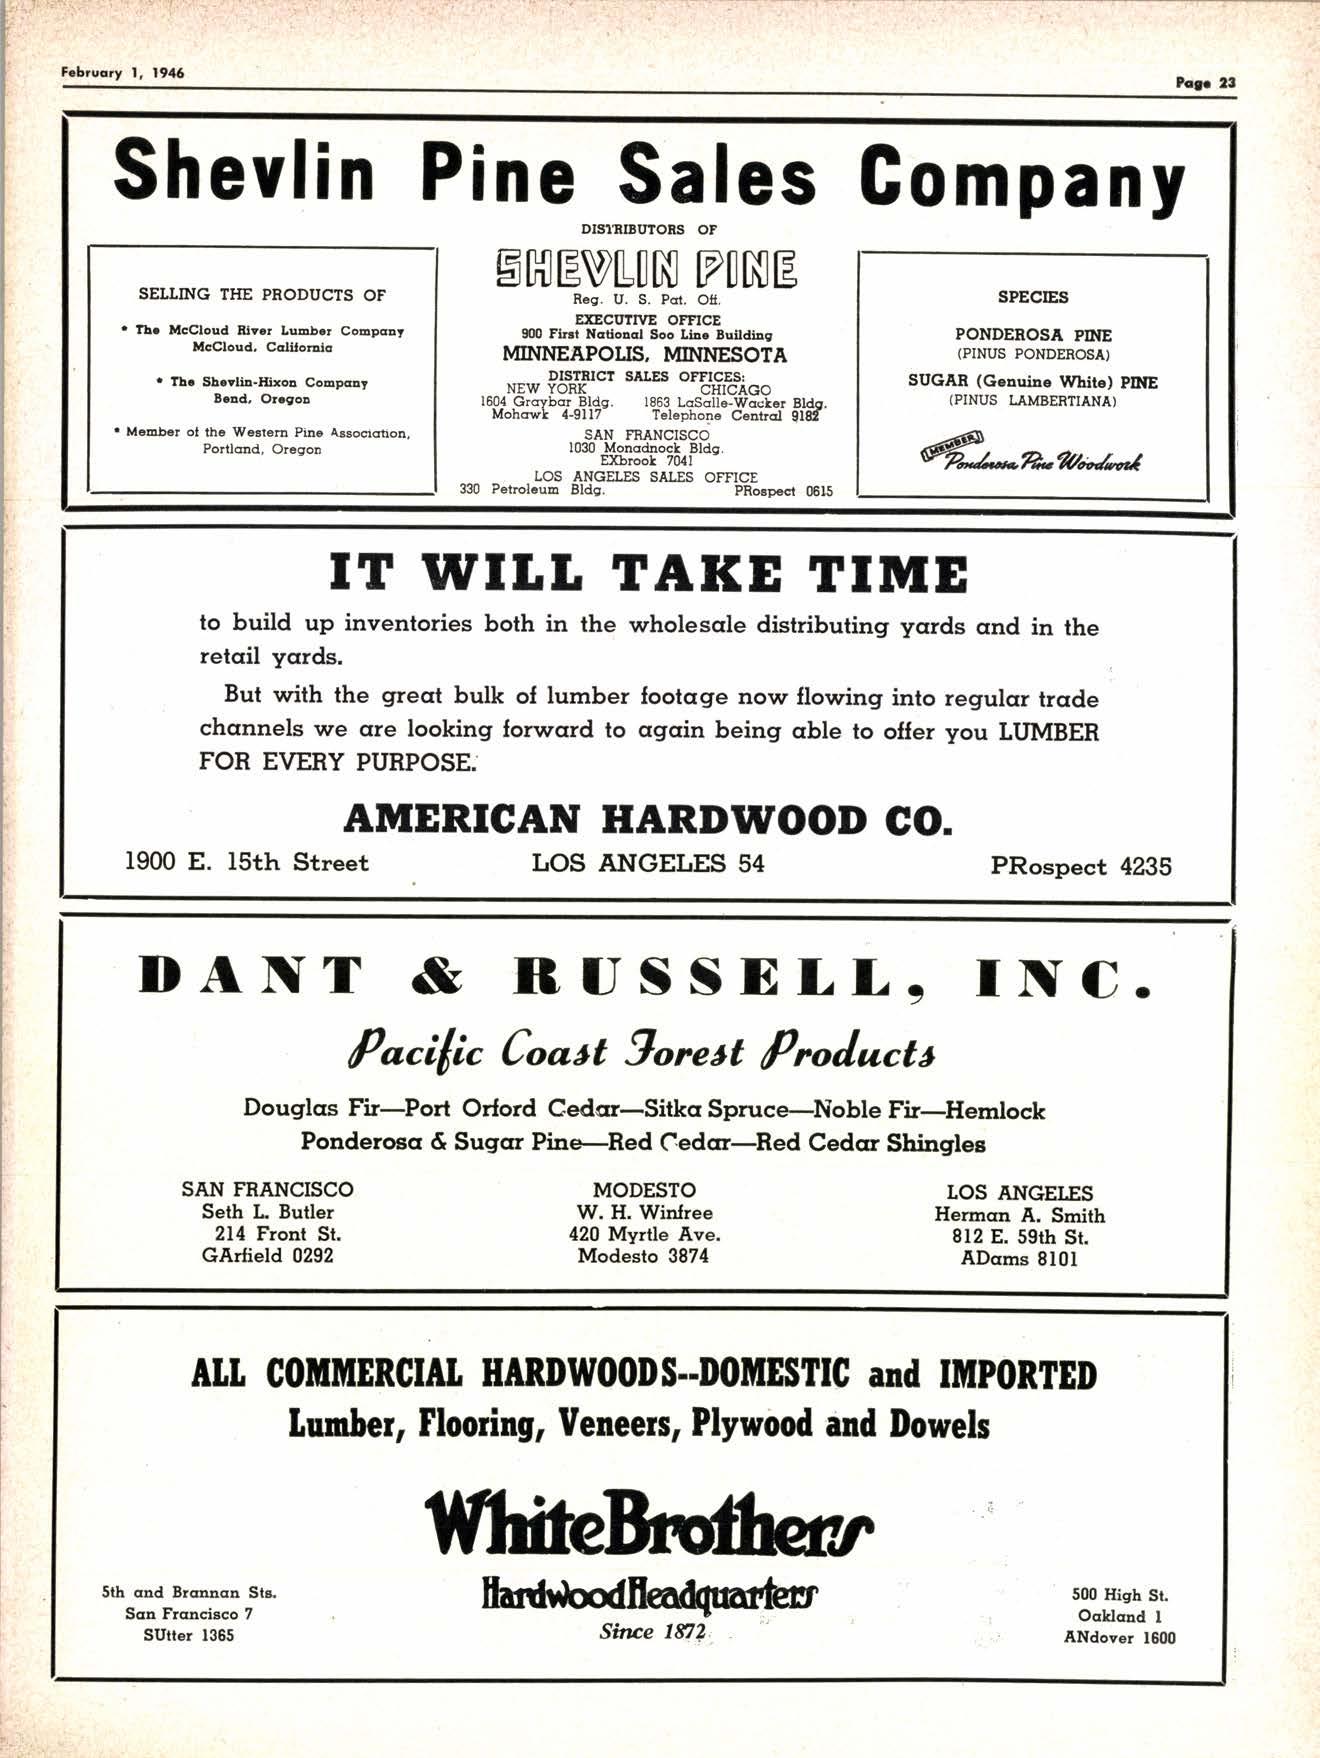 February 1, 1946
Page 23
Shevlin Pine Sales Company
DISTRIBUTORS OF
SHEVLIN PINE
Reg. U. S. Pat. Off.
EXECUTIVE OFFICE
900 First National Soo Line Building
MINNEAPOLIS, MINNESOTA
DISTRICT SALES OFFICES:
NEW YORK CHICAGO
1604 Graybar Bldg. 1863 LaSalle-Wacker Bldg.
Mohawk 4-9117 Telephone Central 9182
SAN FRANCISCO
1030 Monadnock Bldg.
EXbrook 7041
LOS ANGELES SALES OFFICE
330 Petroleum Bldg. PRospect 0615
SELLING THE PRODUCTS OF
* The McCloud River Lumber Company
McCloud, California
* The Shevlin-Hixon Company
Bend, Oregon
* Member of the Western Pine Association,
Portland, Oregon
SPECIES
PONDEROSA PINE
(PINUS PONDEROSA)
SUGAR (Genuine White) PINE
(PINUS LAMBERTIANA)
MEMBER
Ponderosa Pine Woodwork
IT WILL TAKE TIME
to build up inventories both in the wholesale distributing yards and in the
retail yards.
But with the great bulk of lumber footage now flowing into regular trade
channels we are looking forward to again being able to offer you LUMBER
FOR EVERY PURPOSE.
AMERICAN HARDWOOD CO.
1900 E. 15th Street LOS ANGELES 54 PRospect 4235
DANT & RUSSELL, INC.
Pacific Coast Forest Products
Douglas Fir—Port Orford Cedar—Sitka Spruce—Noble Fir—Hemlock
Ponderosa & Sugar Pine—Red Cedar—Red Cedar Shingles
SAN FRANCISCO
Seth L. Butler
214 Front St.
GArfield 0292
MODESTO
W. H. Winfree
420 Myrtle Ave.
Modesto 3874
LOS ANGELES
Herman A. Smith
812 E. 59th St.
ADams 8101
ALL COMMERCIAL HARDWOODS--DOMESTIC and IMPORTED
Lumber, Flooring, Veneers, Plywood and Dowels
White Brothers
Hardwood Headquarters
Since 1872
5th and Brannan Sts.
San Francisco 7
SUtter 1365
500 High St.
Oakland 1
ANdover 1600